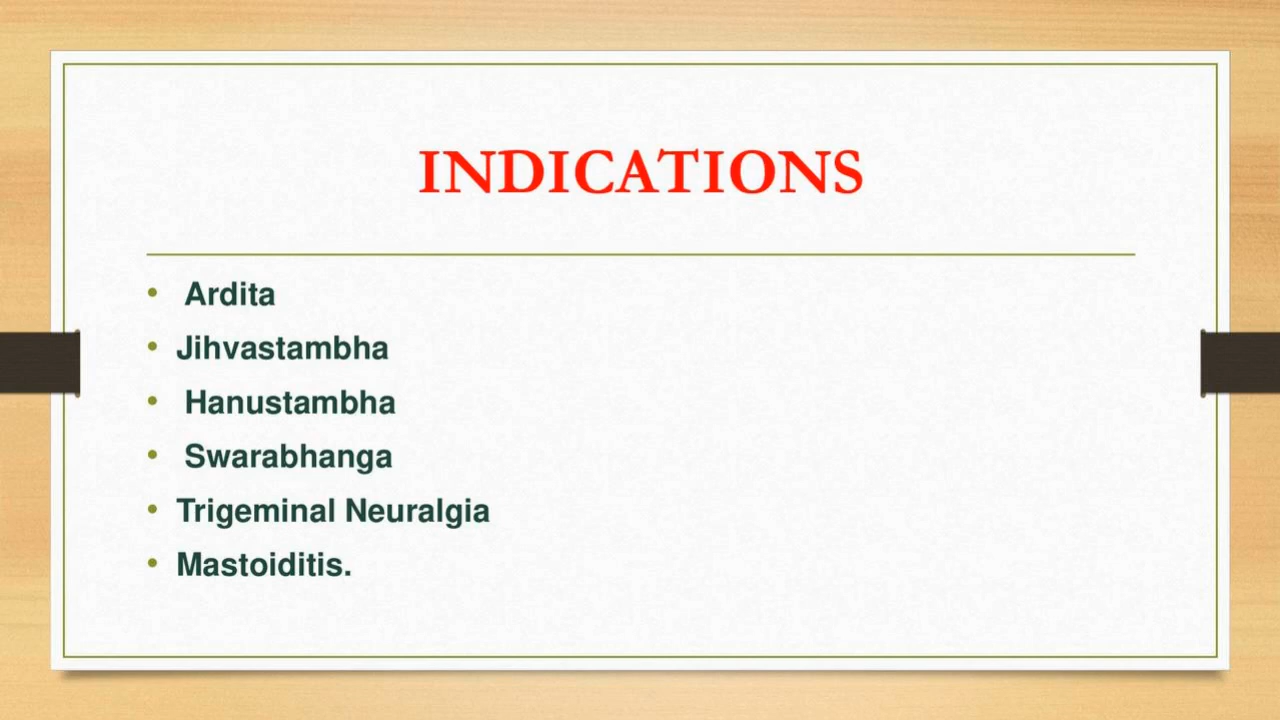 INDICATIONS
• Ardita
• Jihvastambha
• Hanustambha
• Swarabhanga
• Trigeminal Neuralgia
• Mastoiditis.